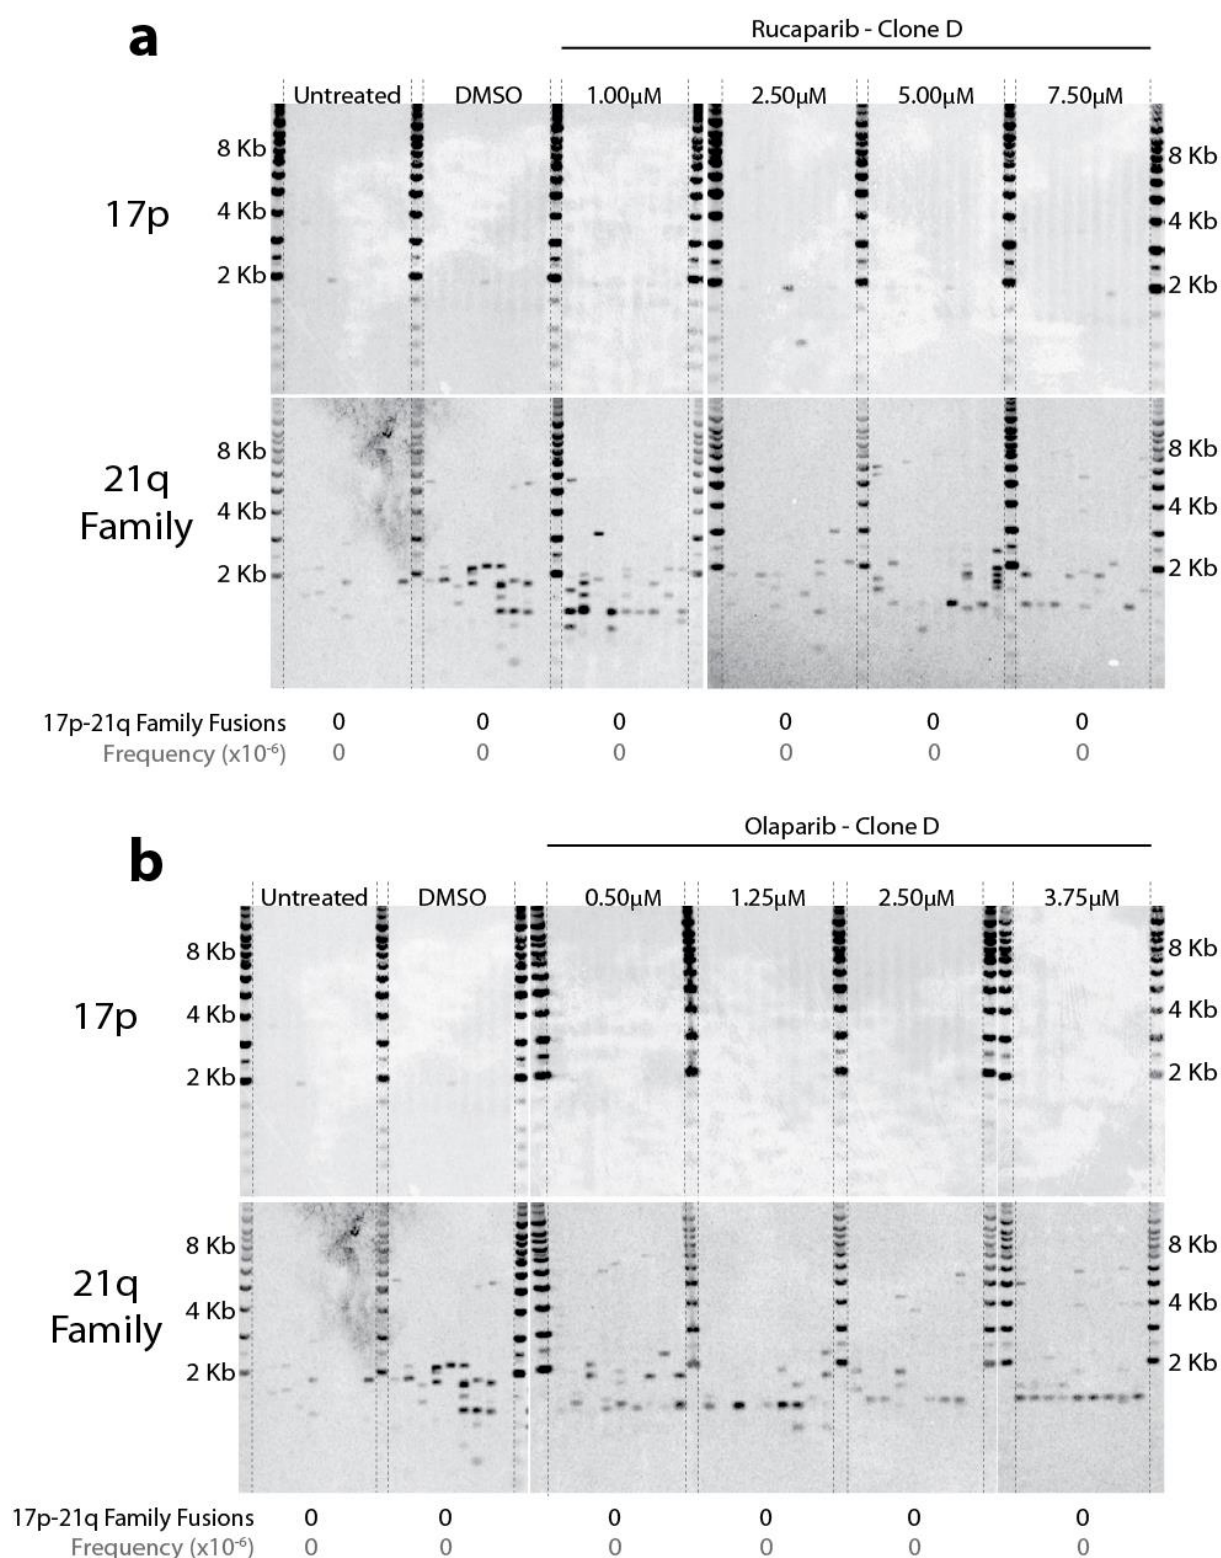 a
Rucaparib - Clone D
Untreated DMSO 1.00µM 2.50µM 5.00µM 7.50µM
8 Kb 8 Kb
17p
4 Kb 4 Kb
2 Kb 2 Kb
8 Kb 8 Kb
21q
Family
4 Kb 4 Kb
2 Kb 2 Kb
17p-21q Family Fusions 0 0 0 0 0 0
Frequency (x10⁻⁶) 0 0 0 0 0 0
b
Olaparib - Clone D
Untreated DMSO 0.50µM 1.25µM 2.50µM 3.75µM
8 Kb 8 Kb
17p
4 Kb 4 Kb
2 Kb 2 Kb
8 Kb 8 Kb
21q
Family
4 Kb 4 Kb
2 Kb 2 Kb
17p-21q Family Fusions 0 0 0 0 0 0
Frequency (x10⁻⁶) 0 0 0 0 0 0